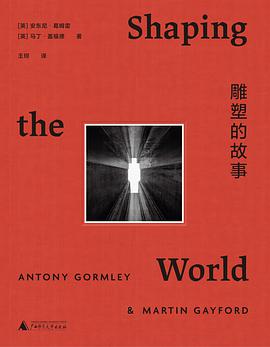 [英] 安东尼·葛姆雷
[英] 马丁·盖福德 著
王珂 译
Shaping
the
World
雕塑的故事
ANTONY GORMLEY
& MARTIN GAYFORD
广西师范大学出版社